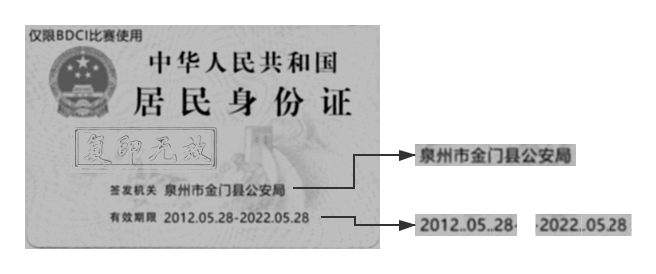 仅限BDCI比赛使用
中华人民共和国
居民身份证
复印无效
签发机关 泉州市金门县公安局
有效期限 2012.05.28-2022.05.28
泉州市金门县公安局
2012..05..28- -2022..05.28